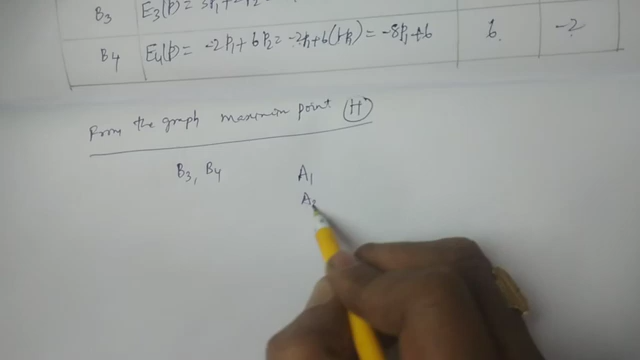 B3 E3(p) =
B4 E4(p) = -2P1 + 6P2 = -2P1 + 6(1-P1) = -8P1 + 6 6 -2
From the graph maximin point H
B3, B4 A1
A2